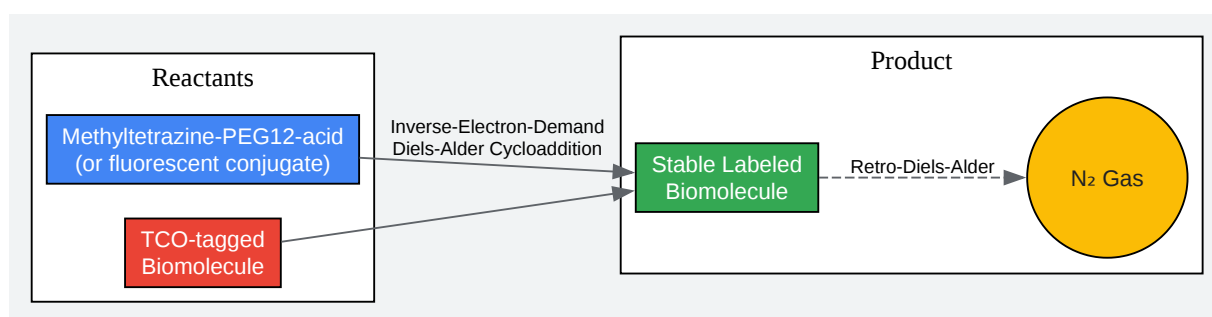 Reactants
Methyltetrazine-PEG12-acid
(or fluorescent conjugate)
TCO-tagged
Biomolecule
Inverse-Electron-Demand
Diels-Alder Cycloaddition
Product
Stable Labeled
Biomolecule
Retro-Diels-Alder
N₂ Gas